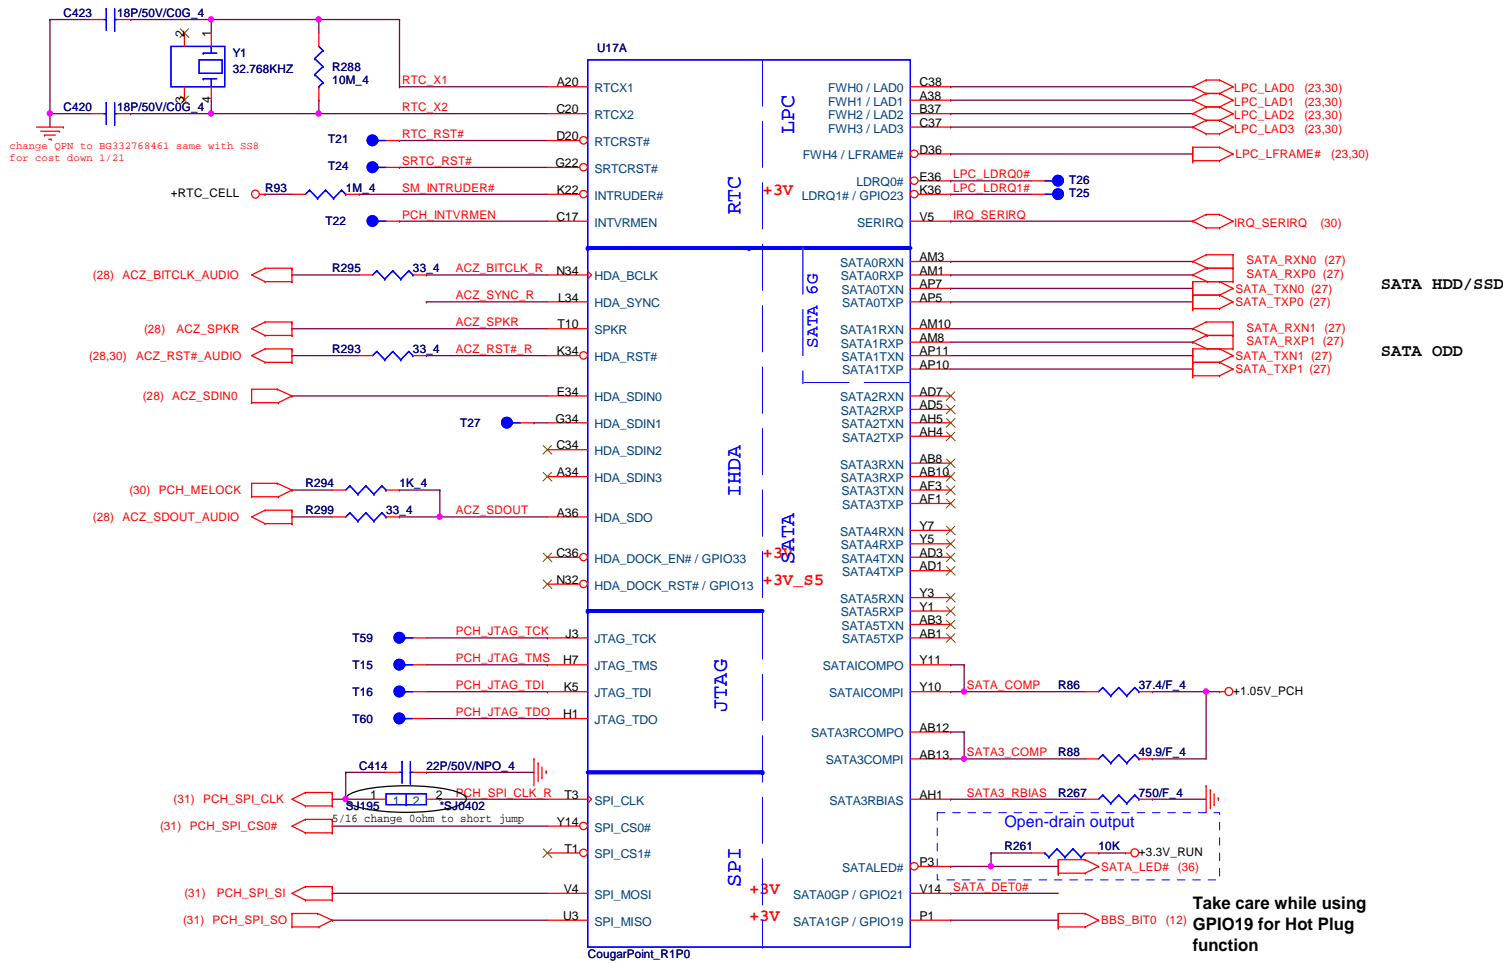 C423 18P/50V/C0G_4
2 1
Y1
32.768KHZ
R288
10M_4
3 4
C420 18P/50V/C0G_4
change QPN to BG332768461 same with SS8
for cost down 1/21
U17A
RTC_X1 A20 RTCX1
RTC_X2 C20 RTCX2
T21 RTC_RST# D20 RTCRST#
T24 SRTC_RST# G22 SRTCRST#
+RTC_CELL R93 1M_4 SM_INTRUDER# K22 INTRUDER#
T22 PCH_INTVRMEN C17 INTVRMEN
RTC
LPC
+3V
FWH0 / LAD0 C38 LPC_LAD0 (23,30)
FWH1 / LAD1 A38 LPC_LAD1 (23,30)
FWH2 / LAD2 B37 LPC_LAD2 (23,30)
FWH3 / LAD3 C37 LPC_LAD3 (23,30)
FWH4 / LFRAME# D36 LPC_LFRAME# (23,30)
LDRQ0# E36 LPC_LDRQ0# T26
LDRQ1# / GPIO23 K36 LPC_LDRQ1# T25
SERIRQ V5 IRQ_SERIRQ IRQ_SERIRQ (30)
(28) ACZ_BITCLK_AUDIO R295 33_4 ACZ_BITCLK_R N34 HDA_BCLK
ACZ_SYNC_R L34 HDA_SYNC
(28) ACZ_SPKR ACZ_SPKR T10 SPKR
(28,30) ACZ_RST#_AUDIO R293 33_4 ACZ_RST#_R K34 HDA_RST#
(28) ACZ_SDIN0 E34 HDA_SDIN0
T27 G34 HDA_SDIN1
C34 HDA_SDIN2
A34 HDA_SDIN3
(30) PCH_MELOCK R294 1K_4
(28) ACZ_SDOUT_AUDIO R299 33_4 ACZ_SDOUT A36 HDA_SDO
C36 HDA_DOCK_EN# / GPIO33 +3V
N32 HDA_DOCK_RST# / GPIO13 +3V_S5
IHDA
SATA
SATA 6G
SATA0RXN AM3 SATA_RXN0 (27)
SATA0RXP AM1 SATA_RXP0 (27)
SATA0TXN AP7 SATA_TXN0 (27)
SATA0TXP AP5 SATA_TXP0 (27)
SATA HDD/SSD
SATA1RXN AM10 SATA_RXN1 (27)
SATA1RXP AM8 SATA_RXP1 (27)
SATA1TXN AP11 SATA_TXN1 (27)
SATA1TXP AP10 SATA_TXP1 (27)
SATA ODD
SATA2RXN AD7
SATA2RXP AD5
SATA2TXN AH5
SATA2TXP AH4
SATA3RXN AB8
SATA3RXP AB10
SATA3TXN AF3
SATA3TXP AF1
SATA4RXN Y7
SATA4RXP Y5
SATA4TXN AD3
SATA4TXP AD1
SATA5RXN Y3
SATA5RXP Y1
SATA5TXN AB3
SATA5TXP AB1
T59 PCH_JTAG_TCK J3 JTAG_TCK
T15 PCH_JTAG_TMS H7 JTAG_TMS
T16 PCH_JTAG_TDI K5 JTAG_TDI
T60 PCH_JTAG_TDO H1 JTAG_TDO
JTAG
SATAICOMPO Y11
SATAICOMPI Y10 SATA_COMP R86 37.4/F_4 +1.05V_PCH
SATA3RCOMPO AB12
SATA3COMPI AB13 SATA3_COMP R88 49.9/F_4
SATA3RBIAS AH1 SATA3_RBIAS R267 750/F_4
C414 22P/50V/NPO_4
(31) PCH_SPI_CLK 1 1 2 2 PCH_SPI_CLK_R T3 SPI_CLK
SJ195 *SJ0402
5/16 change 0ohm to short jump
(31) PCH_SPI_CS0# Y14 SPI_CS0#
T1 SPI_CS1#
(31) PCH_SPI_SI V4 SPI_MOSI
(31) PCH_SPI_SO U3 SPI_MISO
SPI
+3V
+3V
Open-drain output
R261 10K +3.3V_RUN
SATALED# P3 SATA_LED# (36)
SATA0GP / GPIO21 V14 SATA_DET0#
SATA1GP / GPIO19 P1 BBS_BIT0 (12)
Take care while using
GPIO19 for Hot Plug
function
CougarPoint_R1P0